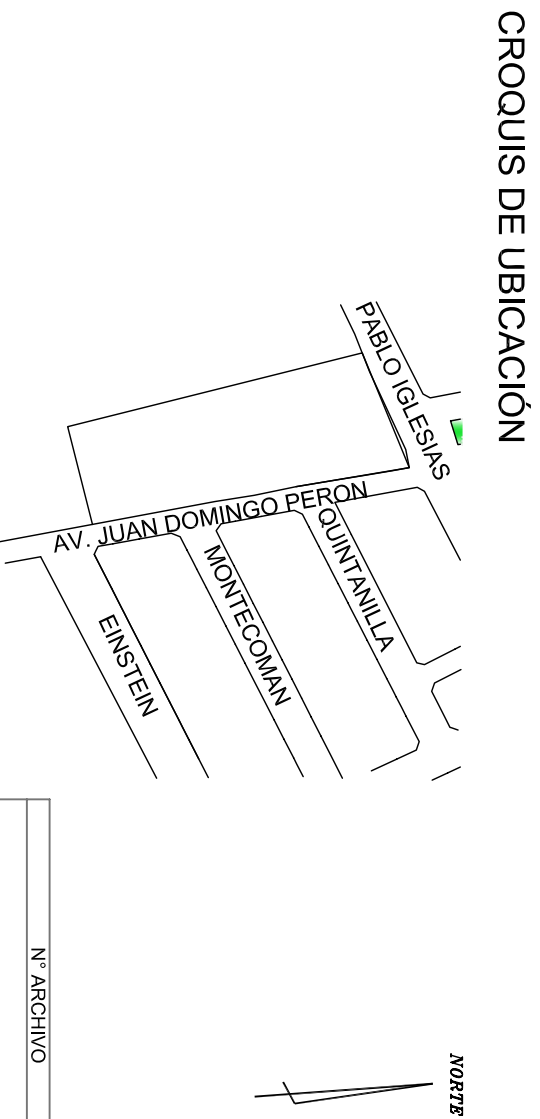 CROQUIS DE UBICACIÓN
PABLO IGLESIAS
AV. JUAN DOMINGO PERON
QUINTANILLA
MONTECOMAN
EINSTEIN
N° ARCHIVO
NORTE